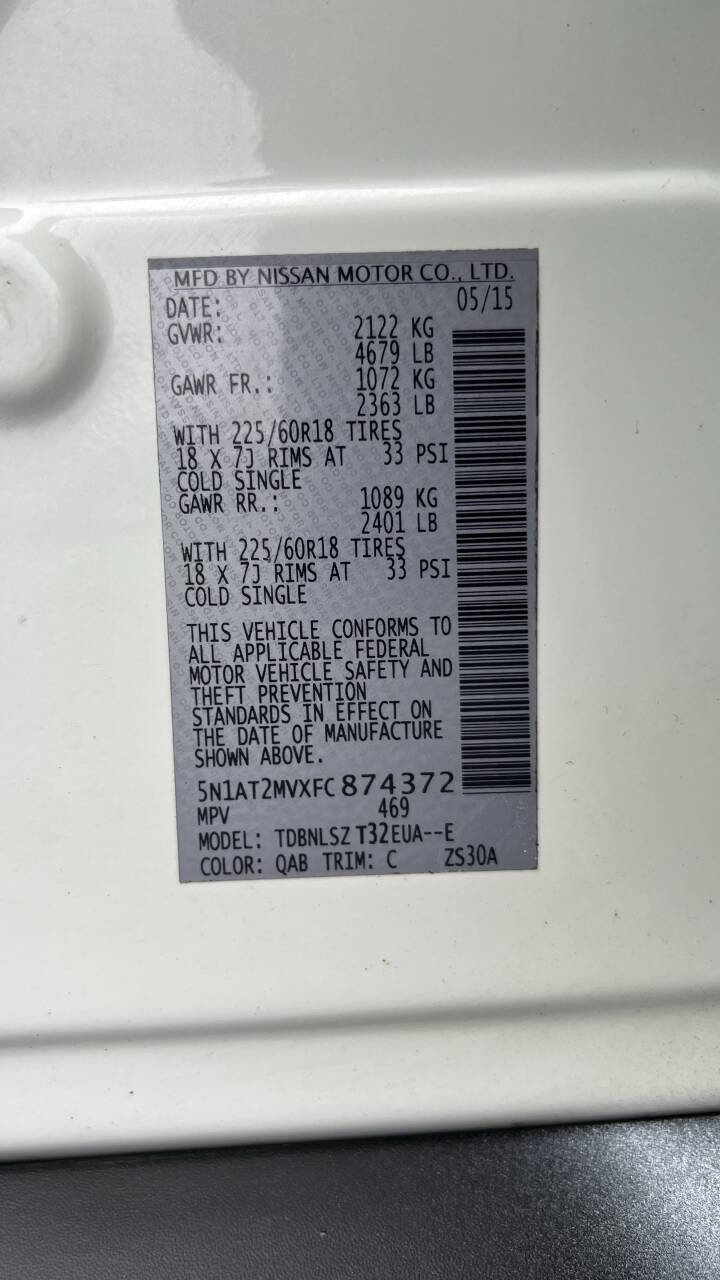 MFD BY NISSAN MOTOR CO., LTD.
DATE: 05/15
GVWR: 2122 KG
4679 LB
GAWR FR.: 1072 KG
2363 LB
WITH 225/60R18 TIRES
18 X 7J RIMS AT 33 PSI
COLD SINGLE
GAWR RR.: 1089 KG
2401 LB
WITH 225/60R18 TIRES
18 X 7J RIMS AT 33 PSI
COLD SINGLE
THIS VEHICLE CONFORMS TO
ALL APPLICABLE FEDERAL
MOTOR VEHICLE SAFETY AND
THEFT PREVENTION
STANDARDS IN EFFECT ON
THE DATE OF MANUFACTURE
SHOWN ABOVE.
5N1AT2MVXFC874372
MPV 469
MODEL: TDBNLSZ T32EUA--E
COLOR: QAB TRIM: C ZS30A